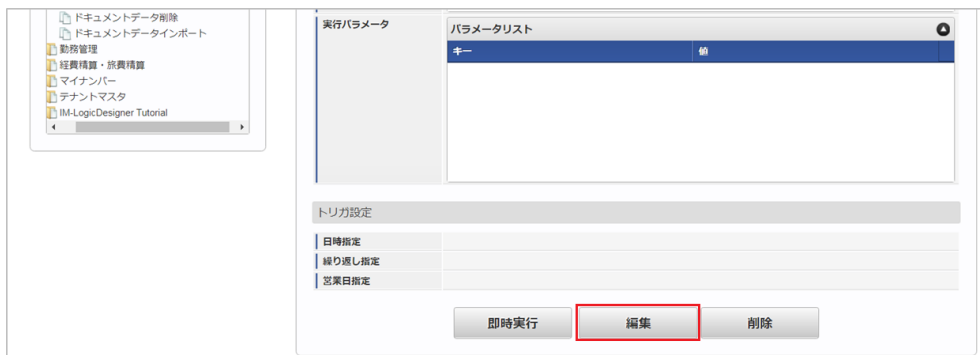 ドキュメントデータ削除
ドキュメントデータインポート
勤務管理
経費精算・旅費精算
マイナンバー
テナントマスタ
IM-LogicDesigner Tutorial
実行パラメータ
パラメータリスト
キー 値
トリガ設定
日時指定
繰り返し指定
営業日指定
即時実行 編集 削除